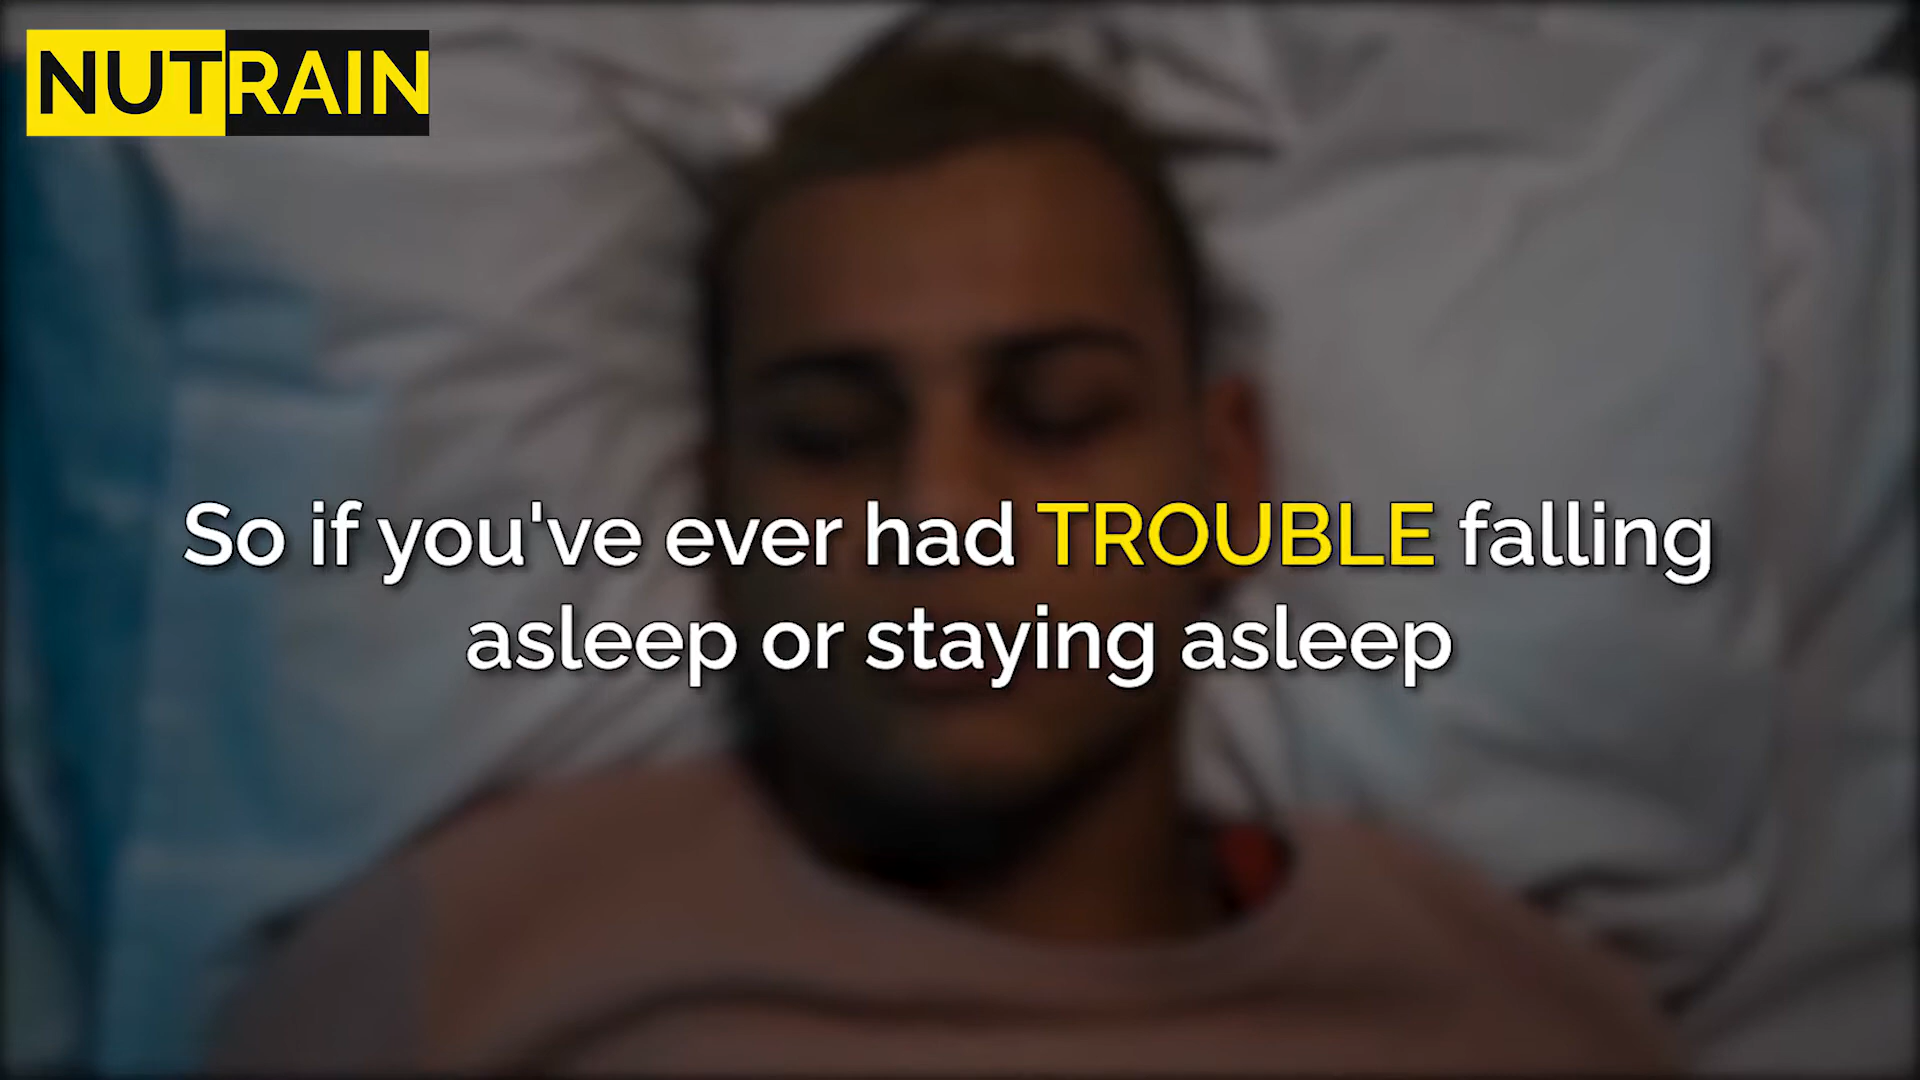 NUTRAIN
So if you've ever had TROUBLE falling
asleep or staying asleep